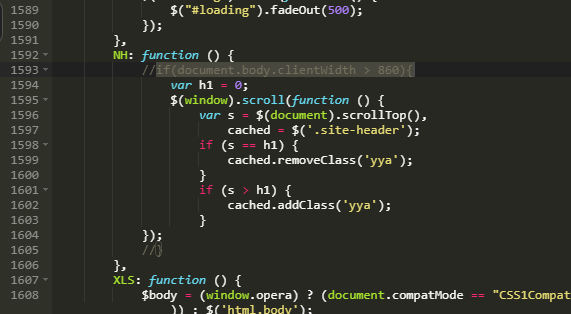 1589 $("#loading").fadeOut(500);
1590 });
1591 },
1592 NH: function () {
1593 //if(document.body.clientWidth > 860){
1594 var h1 = 0;
1595 $(window).scroll(function () {
1596 var s = $(document).scrollTop(),
1597 cached = $('.site-header');
1598 if (s == h1) {
1599 cached.removeClass('yya');
1600 }
1601 if (s > h1) {
1602 cached.addClass('yya');
1603 }
1604 });
1605 //}
1606 },
1607 XLS: function () {
1608 $body = (window.opera) ? (document.compatMode == "CSS1Compat
)) : $('html,body');